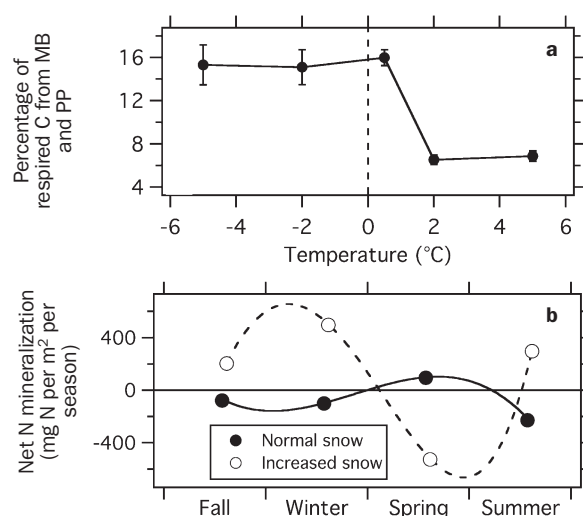 Percentage of
respired C from MB
and PP
16
12
8
4
a
-6 -4 -2 0 2 4 6
Temperature (°C)
Net N mineralization
(mg N per m² per
season)
400
0
-400
b
Normal snow
Increased snow
Fall Winter Spring Summer